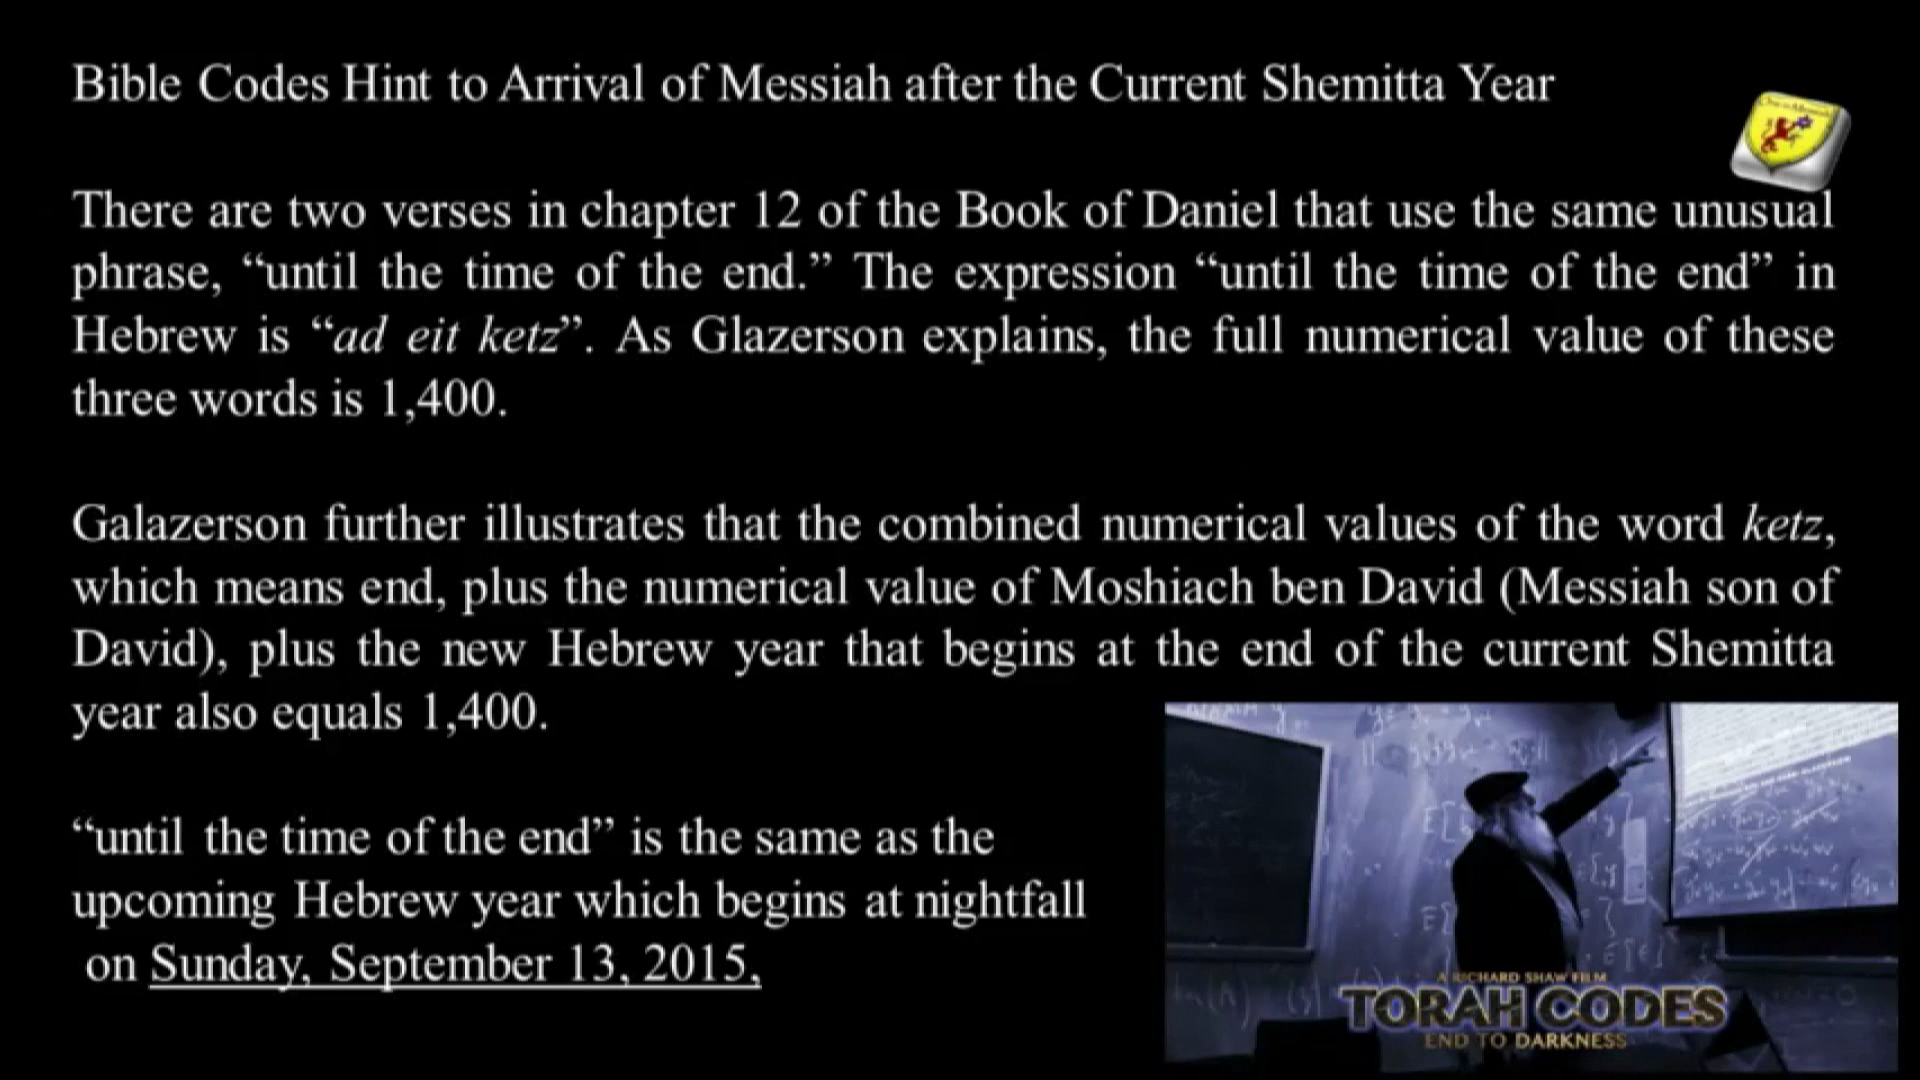 Bible Codes Hint to Arrival of Messiah after the Current Shemitta Year
There are two verses in chapter 12 of the Book of Daniel that use the same unusual
phrase, “until the time of the end.” The expression “until the time of the end” in
Hebrew is “ad eit ketz”. As Glazerson explains, the full numerical value of these
three words is 1,400.
Galazerson further illustrates that the combined numerical values of the word ketz,
which means end, plus the numerical value of Moshiach ben David (Messiah son of
David), plus the new Hebrew year that begins at the end of the current Shemitta
year also equals 1,400.
“until the time of the end” is the same as the
upcoming Hebrew year which begins at nightfall
on Sunday, September 13, 2015,
A RICHARD SHAW FILM
TORAH CODES
END TO DARKNESS